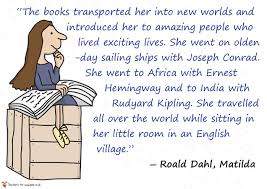 “The books transported her into new worlds and
introduced her to amazing people who
lived exciting lives. She went on olden
-day sailing ships with Joseph Conrad.
She went to Africa with Ernest
Hemingway and to India with
Rudyard Kipling. She travelled
all over the world while sitting in
her little room in an English
village.”
– Roald Dahl, Matilda